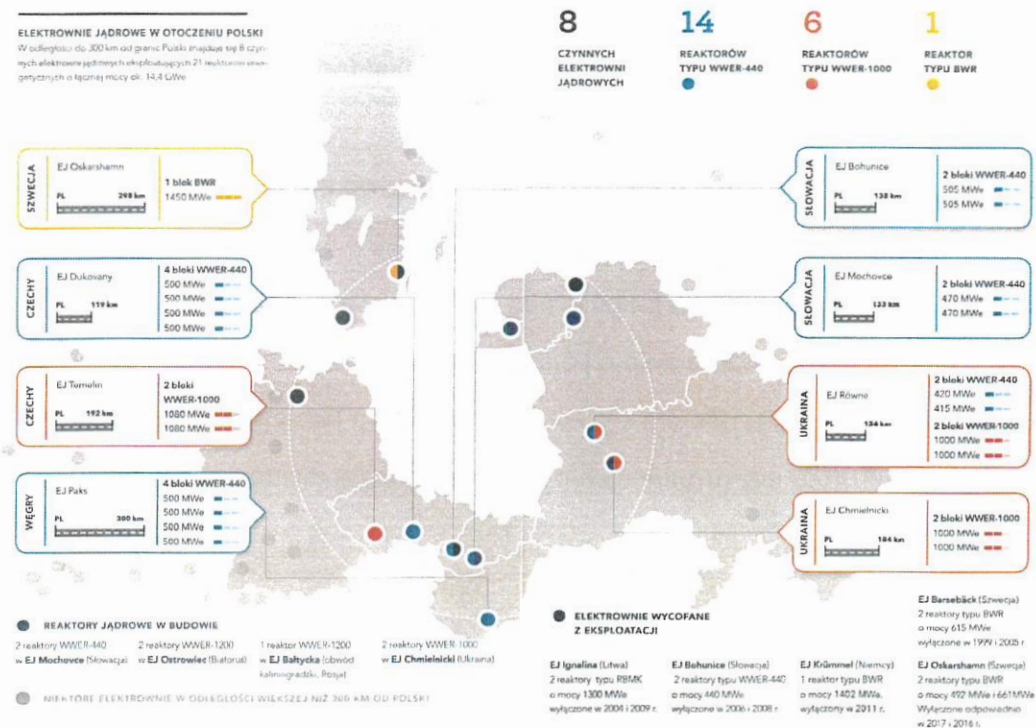 ELEKTROWNIE JĄDROWE W OTOCZENIU POLSKI
W odległości do 300 km od granic Polski znajduje się 8 czyn-
nych elektrowni jądrowych eksploatujących 21 reaktorów ener-
getycznych o łącznej mocy ok. 14,4 GWe
8
CZYNNYCH
ELEKTROWNI
JĄDROWYCH
14
REAKTORÓW
TYPU WWER-440
6
REAKTORÓW
TYPU WWER-1000
1
REAKTOR
TYPU BWR
SZWECJA
EJ Oskarshamn
PL 298 km
1 blok BWR
1450 MWe
CZECHY
EJ Dukovany
PL 119 km
4 bloki WWER-440
500 MWe
500 MWe
500 MWe
500 MWe
CZECHY
EJ Temelin
PL 192 km
2 bloki
WWER-1000
1080 MWe
1080 MWe
WĘGRY
EJ Paks
PL 300 km
4 bloki WWER-440
500 MWe
500 MWe
500 MWe
500 MWe
SŁOWACJA
EJ Bohunice
PL 138 km
2 bloki WWER-440
505 MWe
505 MWe
SŁOWACJA
EJ Mochovce
PL 133 km
2 bloki WWER-440
470 MWe
470 MWe
UKRAINA
EJ Równe
PL 134 km
2 bloki WWER-440
420 MWe
415 MWe
2 bloki WWER-1000
1000 MWe
1000 MWe
UKRAINA
EJ Chmielnicki
PL 184 km
2 bloki WWER-1000
1000 MWe
1000 MWe
REAKTORY JĄDROWE W BUDOWIE
2 reaktory WWER-440
w EJ Mochovce (Słowacja)
2 reaktory WWER-1200
w EJ Ostrowiec (Białoruś)
1 reaktor WWER-1200
w EJ Bałtycka (obwód
kaliningradzki, Rosja)
2 reaktory WWER-1000
w EJ Chmielnicki (Ukraina)
NIEKTÓRE ELEKTROWNIE W ODLEGŁOŚCI WIĘKSZEJ NIŻ 300 KM OD POLSKI
ELEKTROWNIE WYCOFANE
Z EKSPLOATACJI
EJ Ignalina (Litwa)
2 reaktory typu RBMK
o mocy 1300 MWe
wyłączone w 2004 i 2009 r.
EJ Bohunice (Słowacja)
2 reaktory typu WWER-440
o mocy 440 MWe
wyłączone w 2006 i 2008 r.
EJ Krümmel (Niemcy)
1 reaktor typu BWR
o mocy 1402 MWe,
wyłączony w 2011 r.
EJ Barsebäck (Szwecja)
2 reaktory typu BWR
o mocy 615 MWe
wyłączone w 1999 i 2005 r.
EJ Oskarshamn (Szwecja)
2 reaktory typu BWR
o mocy 492 MWe i 661MWe
Wyłączone odpowiednio
w 2017 i 2016 r.